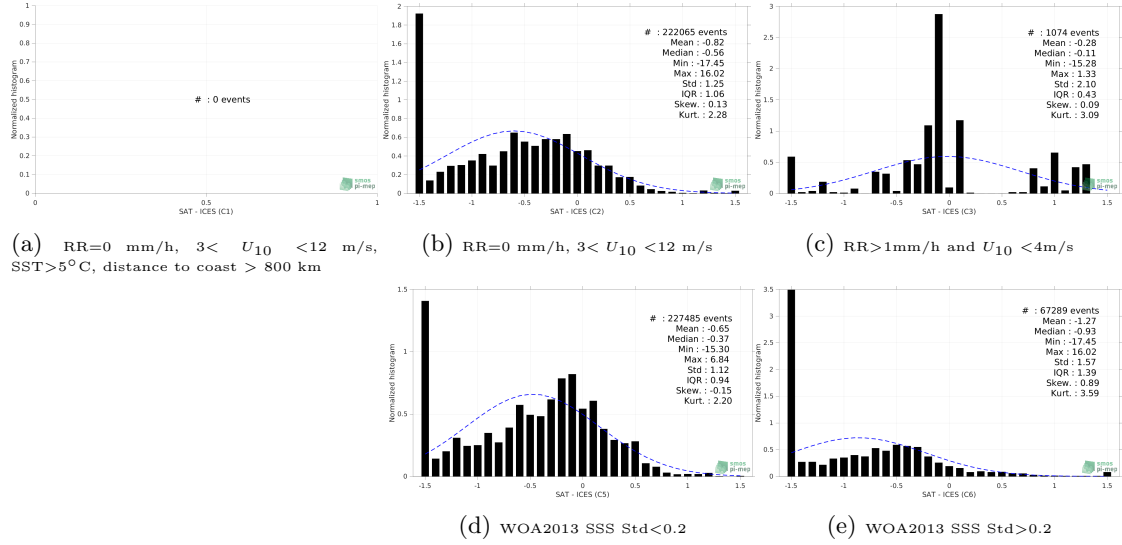 Normalized histogram
1
0.9
0.8
0.7
0.6
0.5
0.4
0.3
0.2
0.1
0
# : 0 events
smos
pi-mep
0
0.5
1
SAT - ICES (C1)
(a) RR=0 mm/h, 3< U10 <12 m/s,
SST>5°C, distance to coast > 800 km
Normalized histogram
2
1.8
1.6
1.4
1.2
1
0.8
0.6
0.4
0.2
0
# : 222065 events
Mean : -0.82
Median : -0.56
Min : -17.45
Max : 16.02
Std : 1.25
IQR : 1.06
Skew. : 0.13
Kurt. : 2.28
smos
pi-mep
-1.5
-1
-0.5
0
0.5
1
1.5
SAT - ICES (C2)
(b) RR=0 mm/h, 3< U10 <12 m/s
Normalized histogram
3
2.5
2
1.5
1
0.5
0
# : 1074 events
Mean : -0.28
Median : -0.11
Min : -15.28
Max : 1.33
Std : 2.10
IQR : 0.43
Skew. : 0.09
Kurt. : 3.09
smos
pi-mep
-1.5
-1
-0.5
0
0.5
1
1.5
SAT - ICES (C3)
(c) RR>1mm/h and U10 <4m/s
Normalized histogram
1.5
1
0.5
0
# : 227485 events
Mean : -0.65
Median : -0.37
Min : -15.30
Max : 6.84
Std : 1.12
IQR : 0.94
Skew. : -0.15
Kurt. : 2.20
smos
pi-mep
-1.5
-1
-0.5
0
0.5
1
1.5
SAT - ICES (C5)
(d) WOA2013 SSS Std<0.2
Normalized histogram
3.5
3
2.5
2
1.5
1
0.5
0
# : 67289 events
Mean : -1.27
Median : -0.93
Min : -17.45
Max : 16.02
Std : 1.57
IQR : 1.39
Skew. : 0.89
Kurt. : 3.59
smos
pi-mep
-1.5
-1
-0.5
0
0.5
1
1.5
SAT - ICES (C6)
(e) WOA2013 SSS Std>0.2